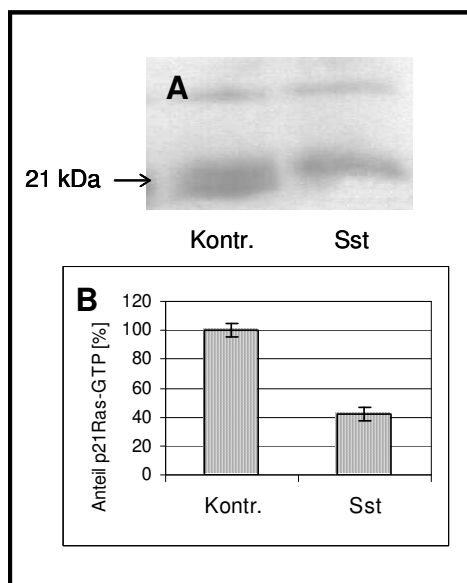 A
21 kDa
Kontr. Sst
B
Anteil p21Ras-GTP [%]
120
100
80
60
40
20
0
Kontr. Sst